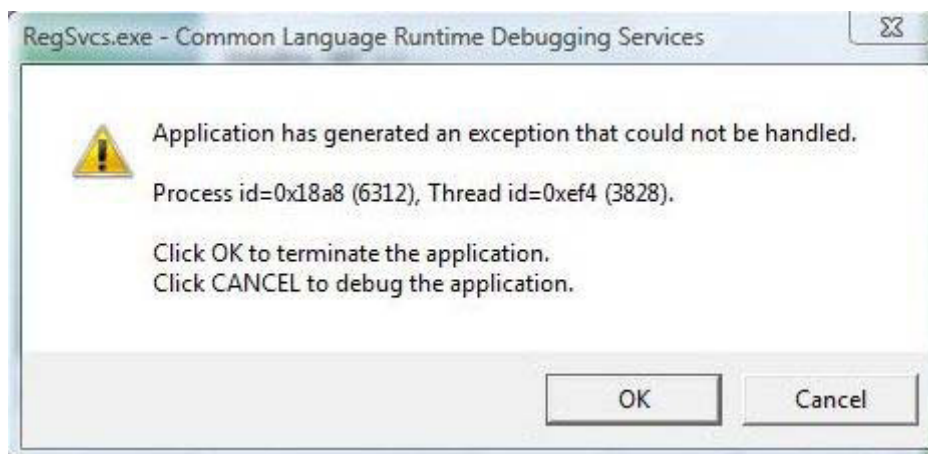 RegSvcs.exe - Common Language Runtime Debugging Services
Application has generated an exception that could not be handled.
Process id=0x18a8 (6312), Thread id=0xef4 (3828).
Click OK to terminate the application.
Click CANCEL to debug the application.
OK
Cancel